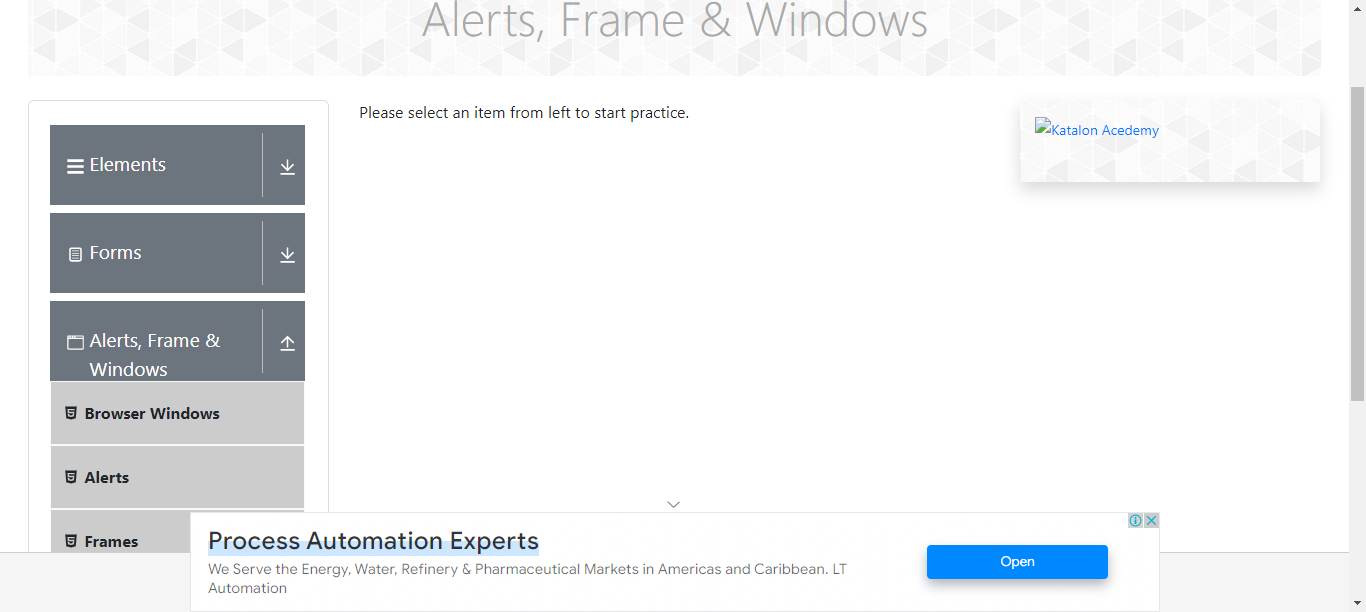 Alerts, Frame & Windows
Elements
Forms
Alerts, Frame &
Windows
Browser Windows
Alerts
Frames
Please select an item from left to start practice.
Katalon Acedemy
Process Automation Experts
We Serve the Energy, Water, Refinery & Pharmaceutical Markets in Americas and Caribbean. LT
Automation
Open